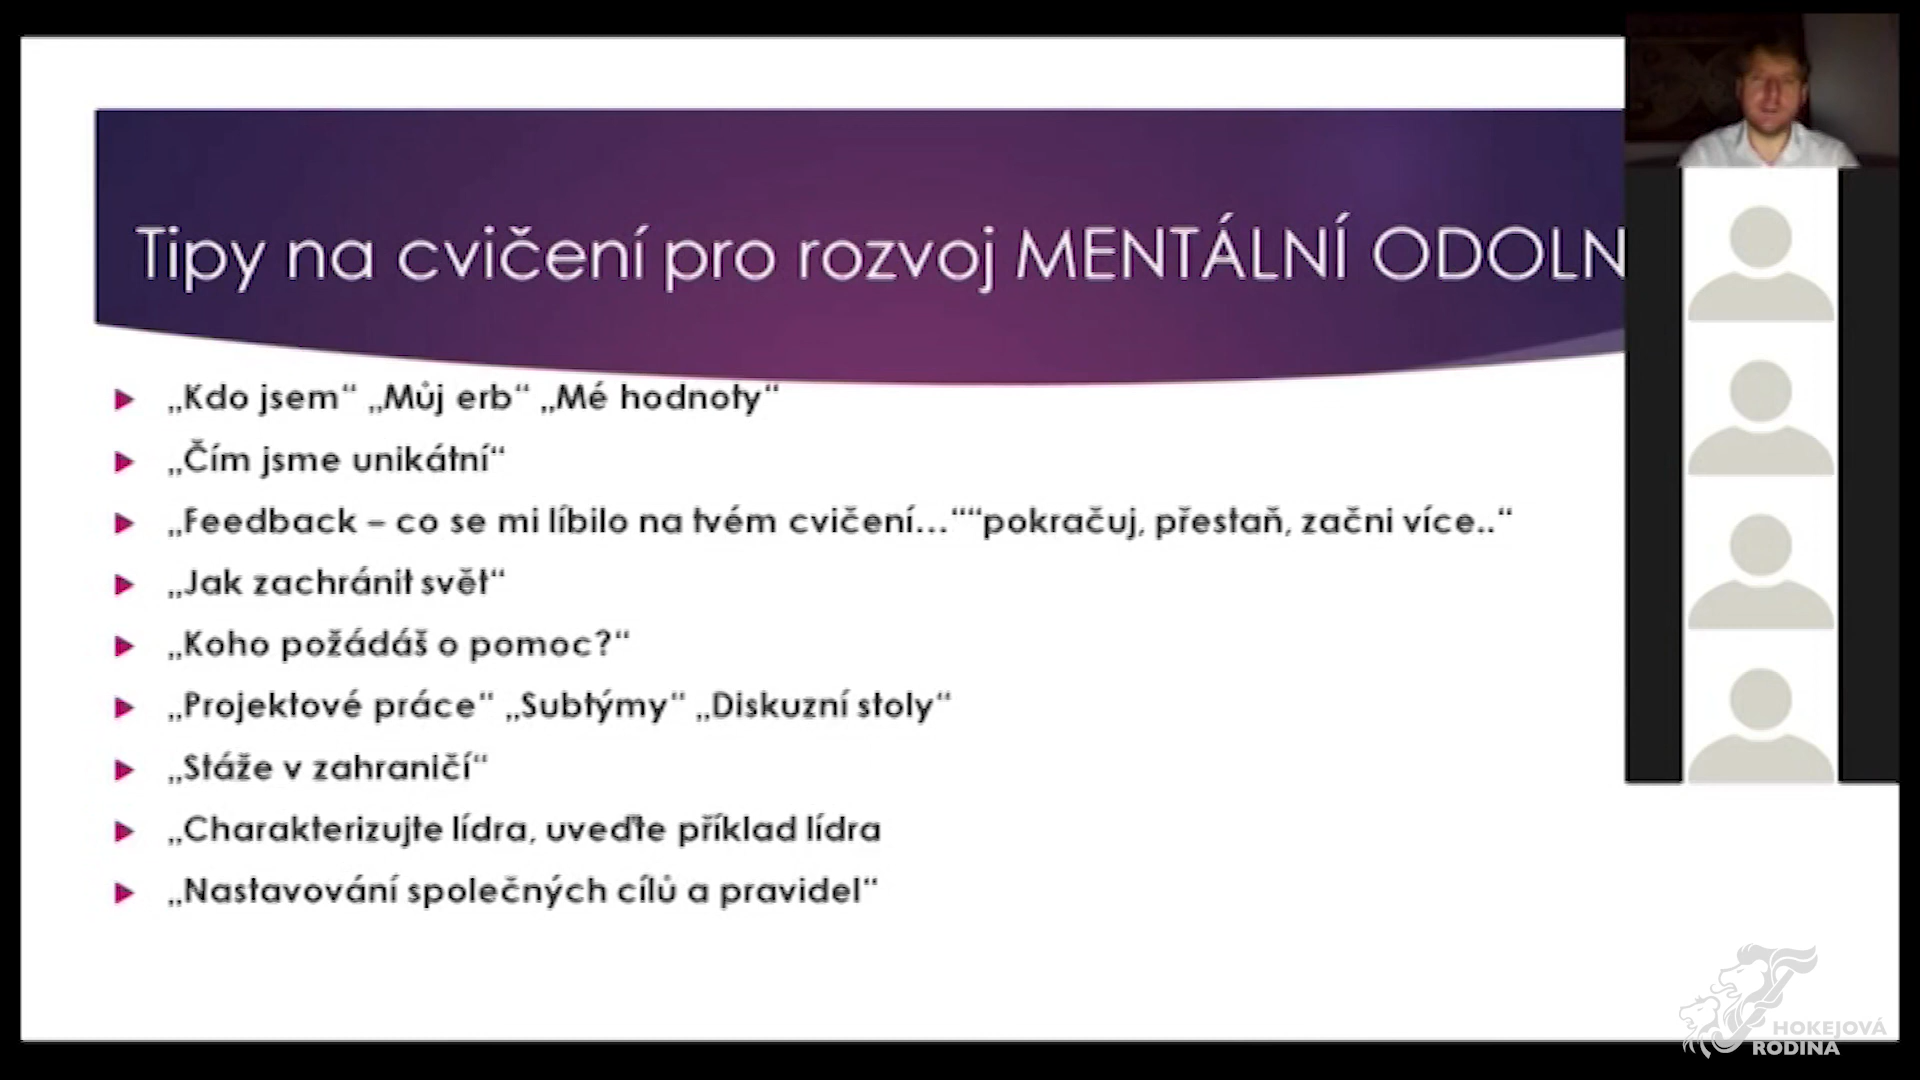 Tipy na cvičení pro rozvoj MENTÁLNÍ ODOLN
„Kdo jsem“ „Můj erb“ „Mé hodnoty“
„Čím jsme unikátní“
„Feedback – co se mi líbilo na tvém cvičení...““pokračuj, přestaň, začni více..“
„Jak zachránit svět“
„Koho požádáš o pomoc?“
„Projektové práce“ „Subtýmy“ „Diskuzní stoly“
„Stáže v zahraničí“
„Charakterizujte lídra, uveďte příklad lídra
„Nastavování společných cílů a pravidel“
HOKEJOVÁ
RODINA